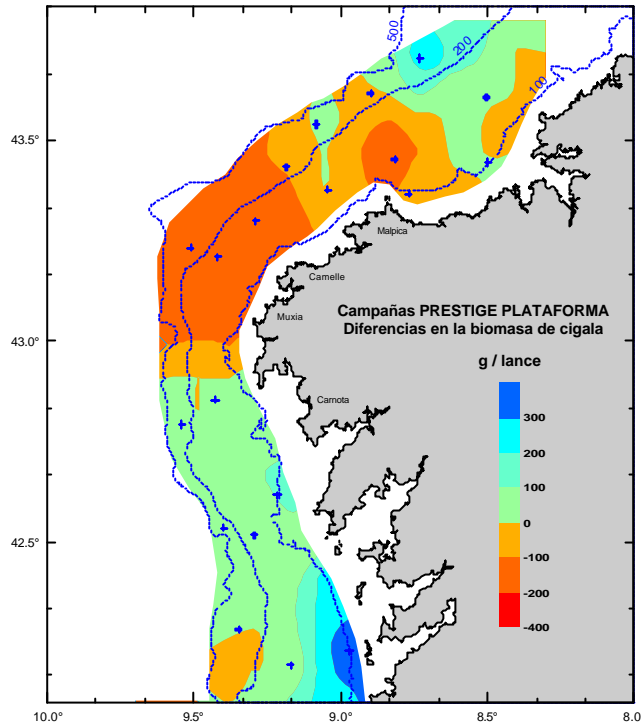 500
200
100
43.5°
43.0°
42.5°
Malpica
Camelle
Muxia
Carnota
Campañas PRESTIGE PLATAFORMA
Diferencias en la biomasa de cigala
g / lance
300
200
100
0
-100
-200
-400
10.0°
9.5°
9.0°
8.5°
8.0